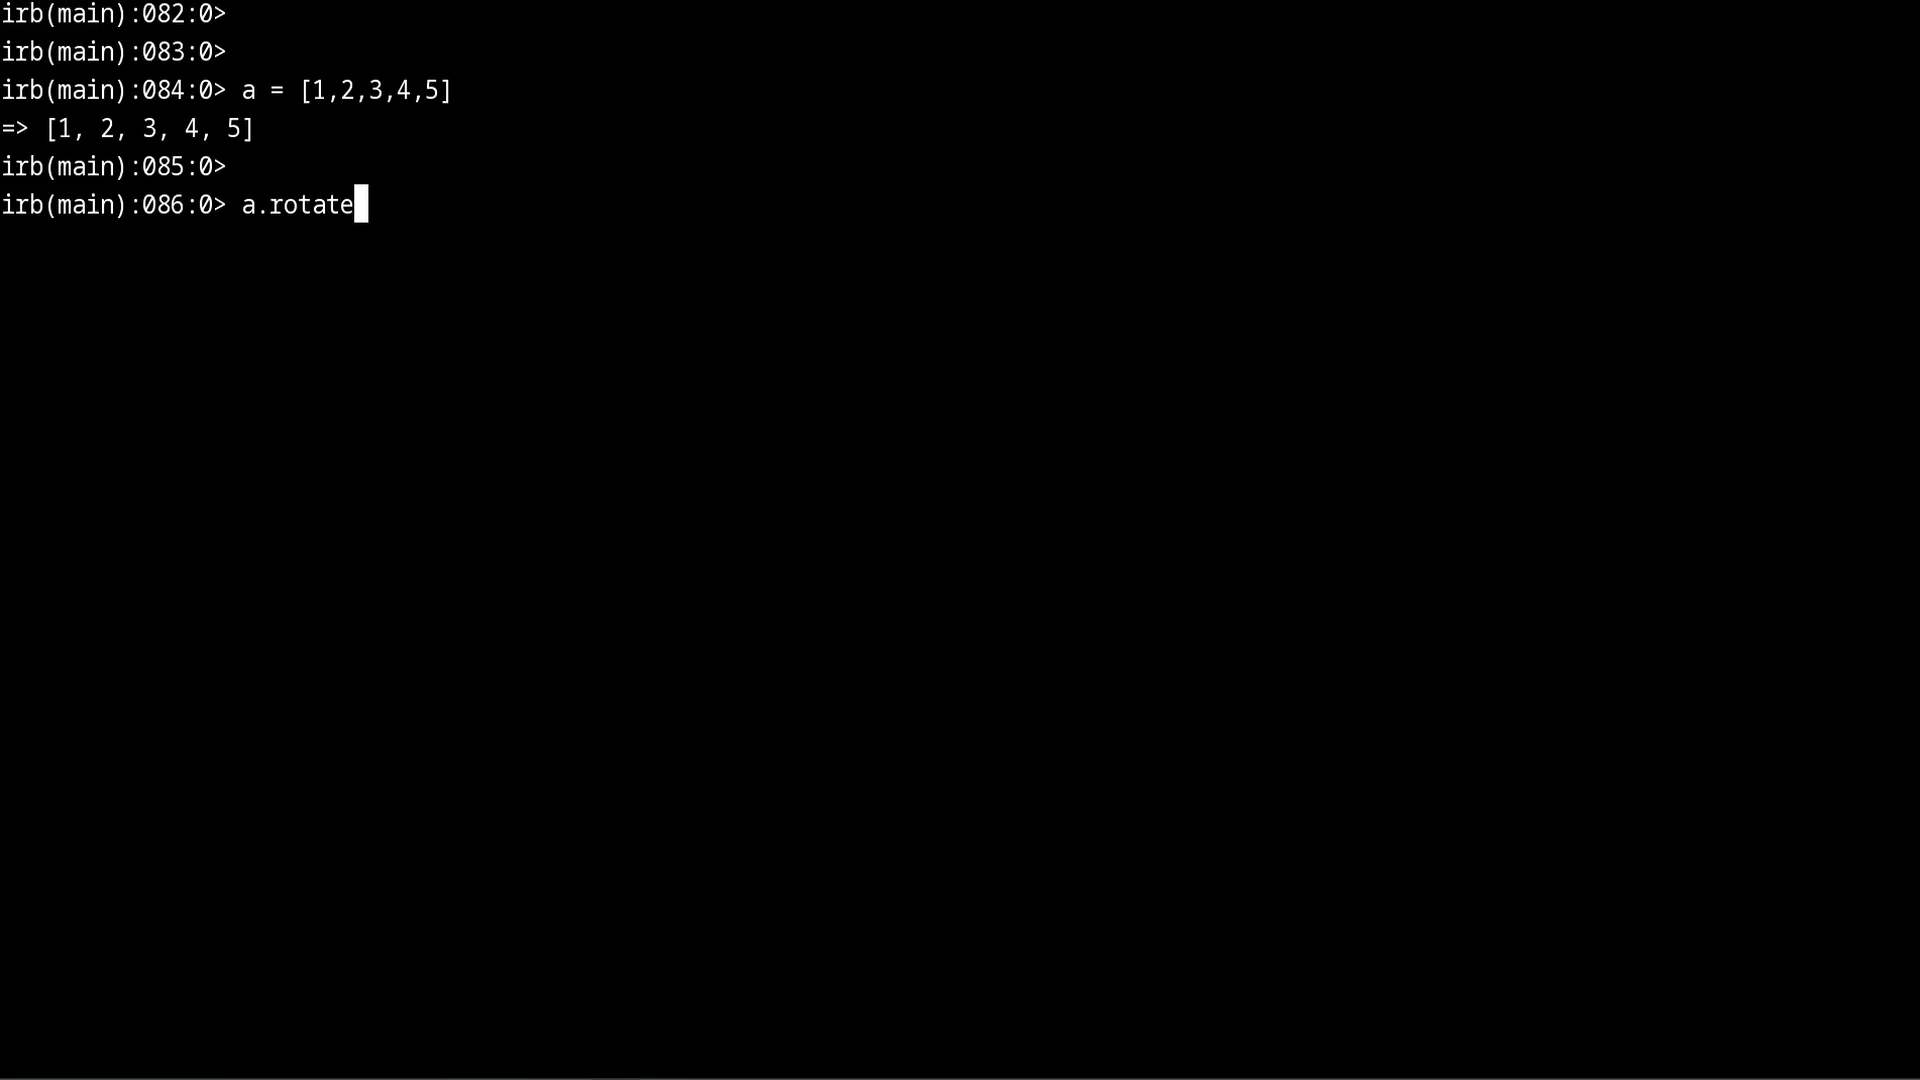 irb(main):082:0>
irb(main):083:0>
irb(main):084:0> a = [1,2,3,4,5]
=> [1, 2, 3, 4, 5]
irb(main):085:0>
irb(main):086:0> a.rotate